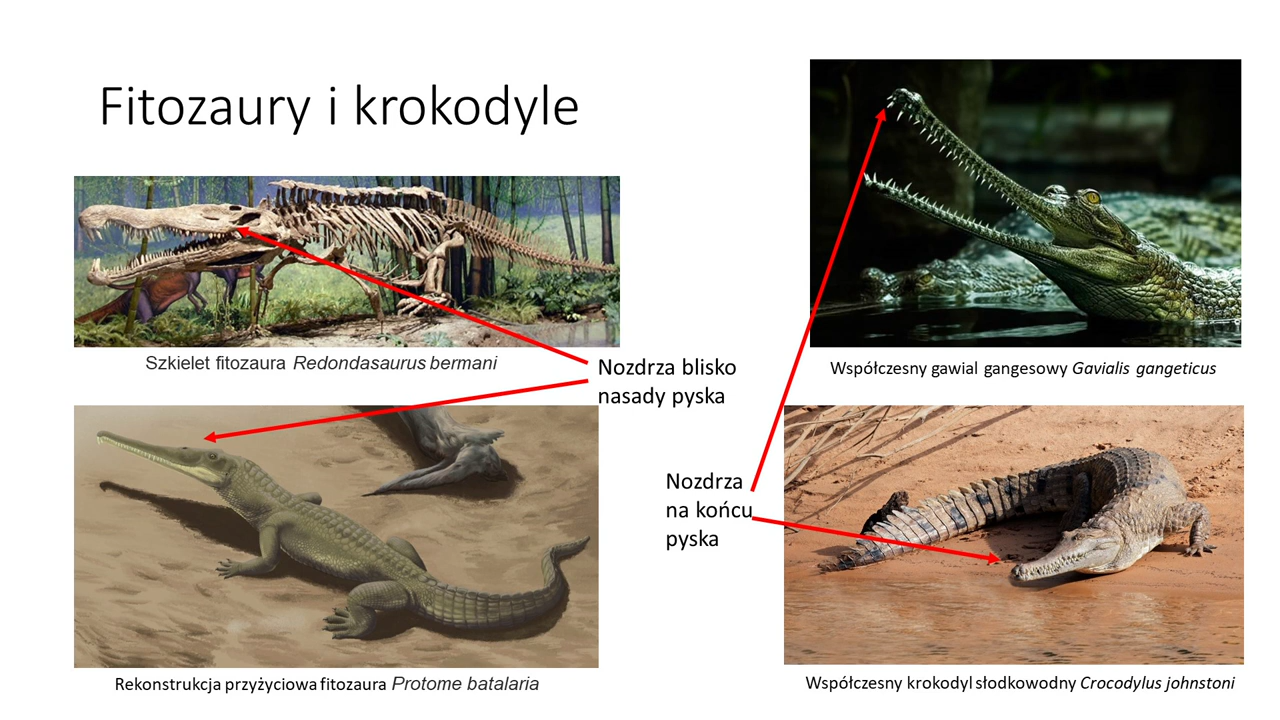 Fitozaury i krokodyle
Szkielet fitozaura Redondasaurus bermani
Nozdrza blisko
nasady pyska
Rekonstrukcja przyżyciowa fitozaura Protome batalaria
Współczesny gawial gangesowy Gavialis gangeticus
Nozdrza
na końcu
pyska
Współczesny krokodyl słodkowodny Crocodylus johnstoni